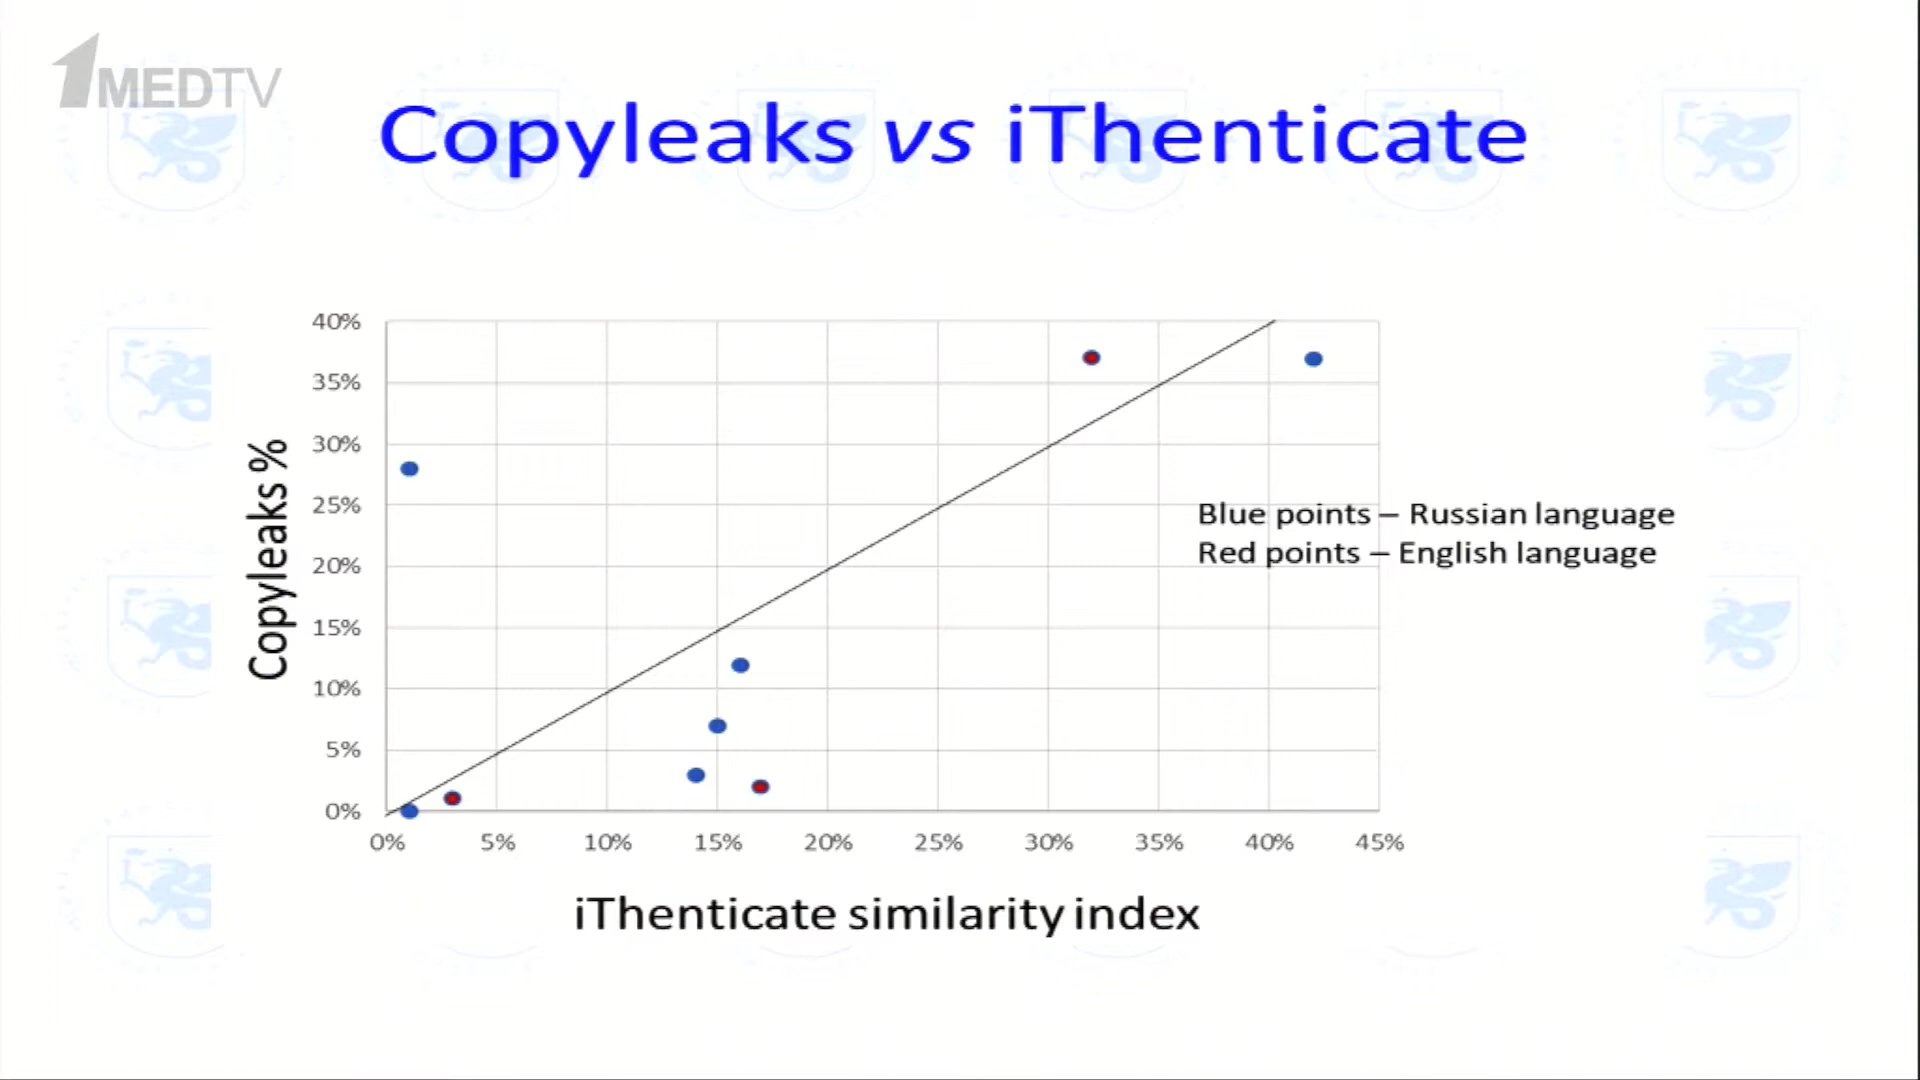 1MEDTV
Copyleaks vs iThenticate
Copyleaks %
40%
35%
30%
25%
20%
15%
10%
5%
0%
Blue points – Russian language
Red points – English language
0% 5% 10% 15% 20% 25% 30% 35% 40% 45%
iThenticate similarity index